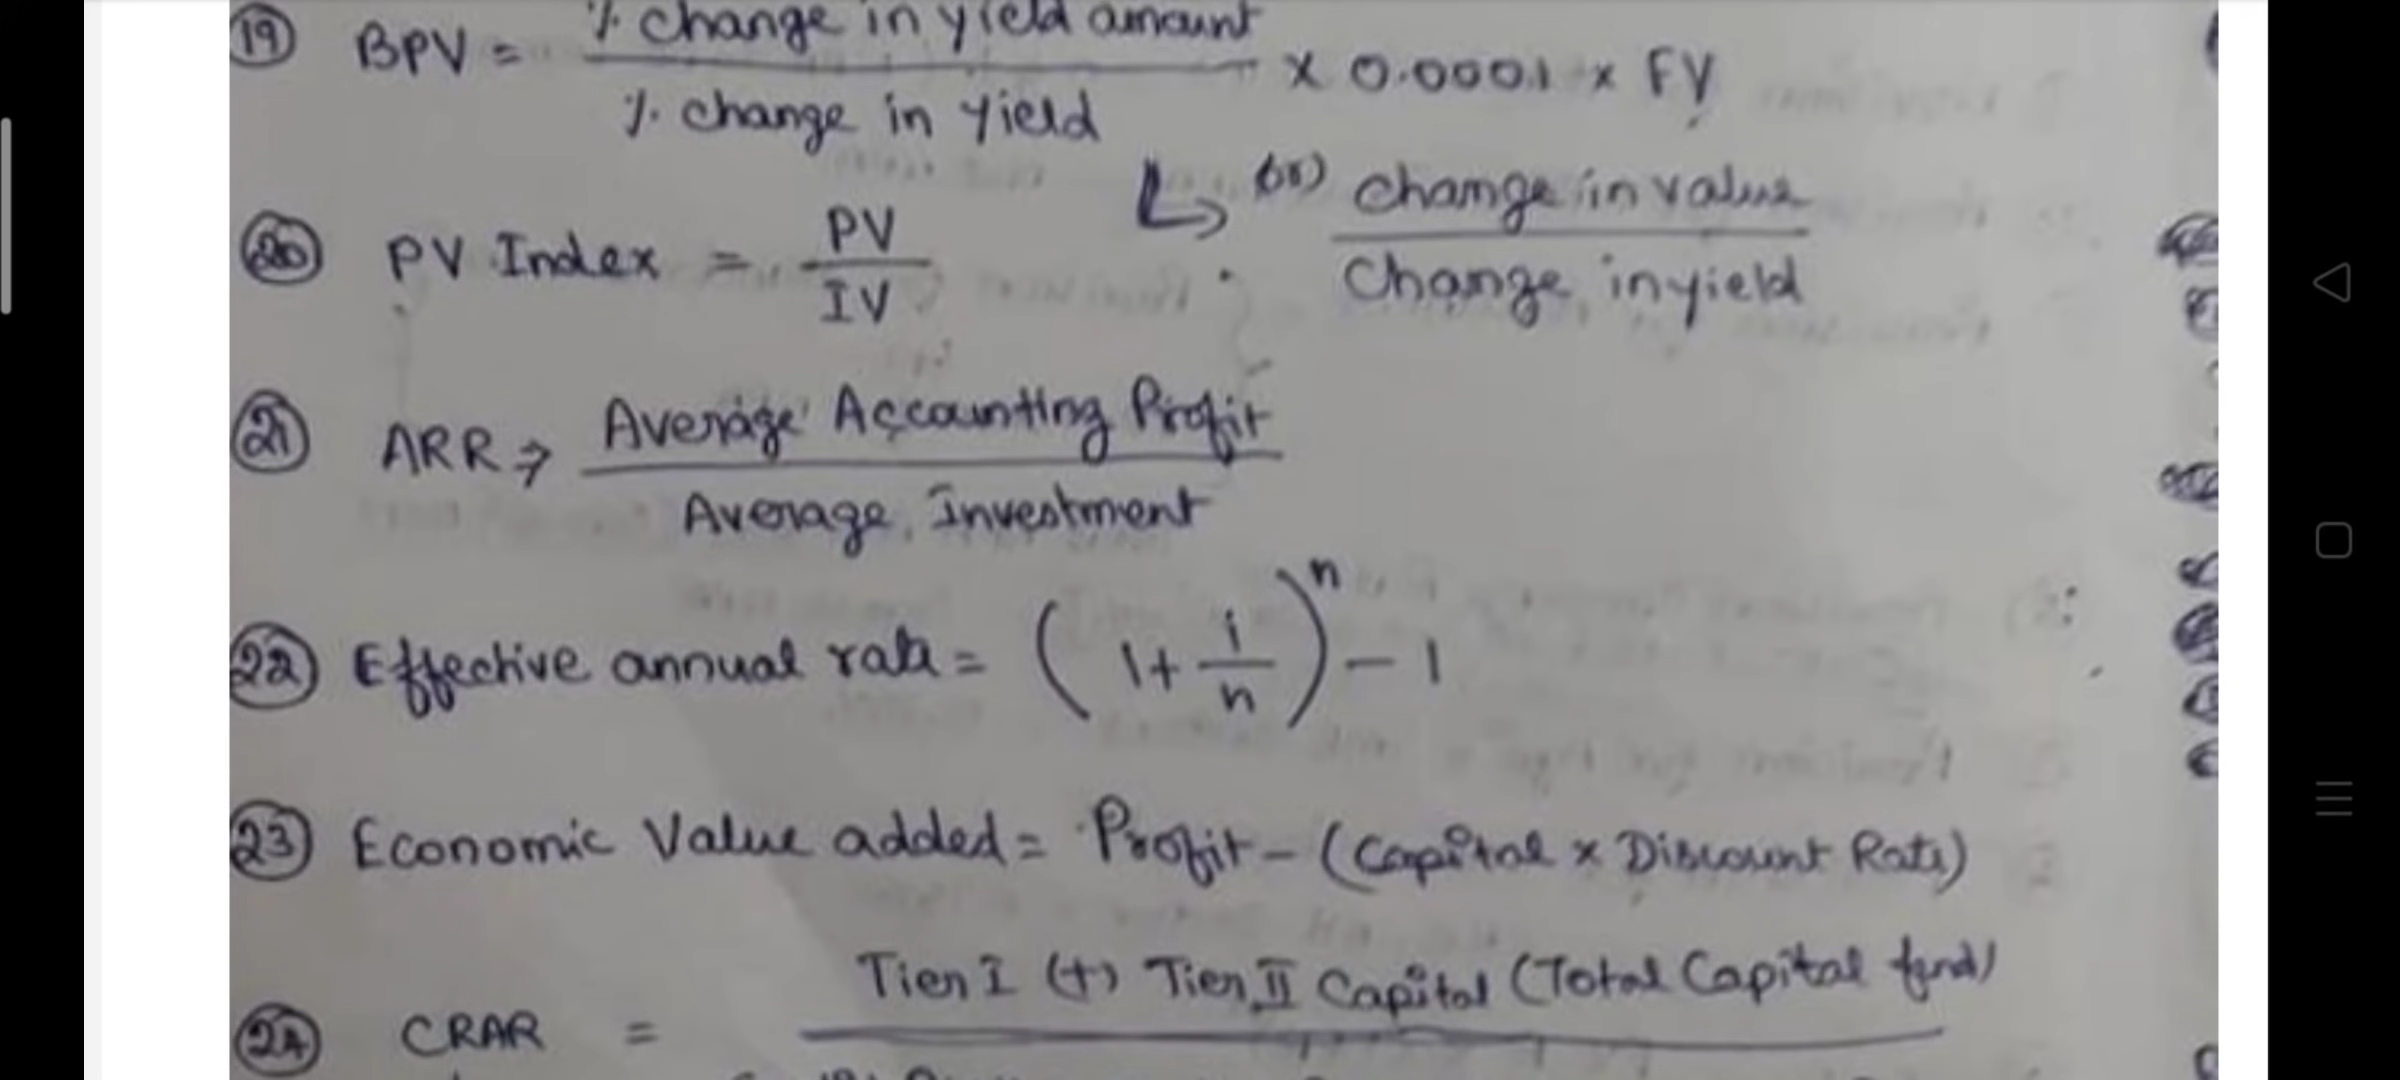 19 BPV = % change in yield amount / % change in yield × 0.0001 × FV
(or) change in value / Change in yield
20 PV Index = PV / IV
21 ARR ⇒ Average Accounting Profit / Average Investment
22 Effective annual rate = (1 + i/n)^n - 1
23 Economic Value added = Profit - (Capital × Discount Rate)
24 CRAR = Tier I (+) Tier II Capital (Total Capital fund)